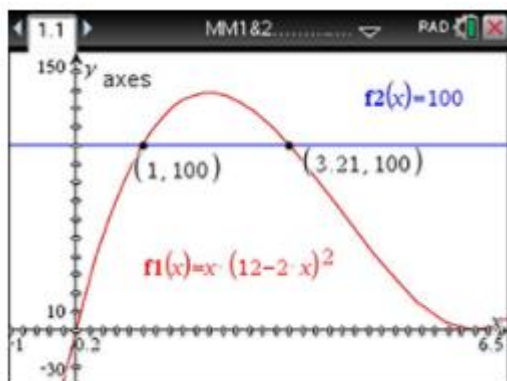 1.1 MM1&2............. RAD
150 y axes
f2(x)=100
(1,100) (3.21,100)
f1(x)=x·(12-2·x)²
10
-1 0.2 6.5
-30